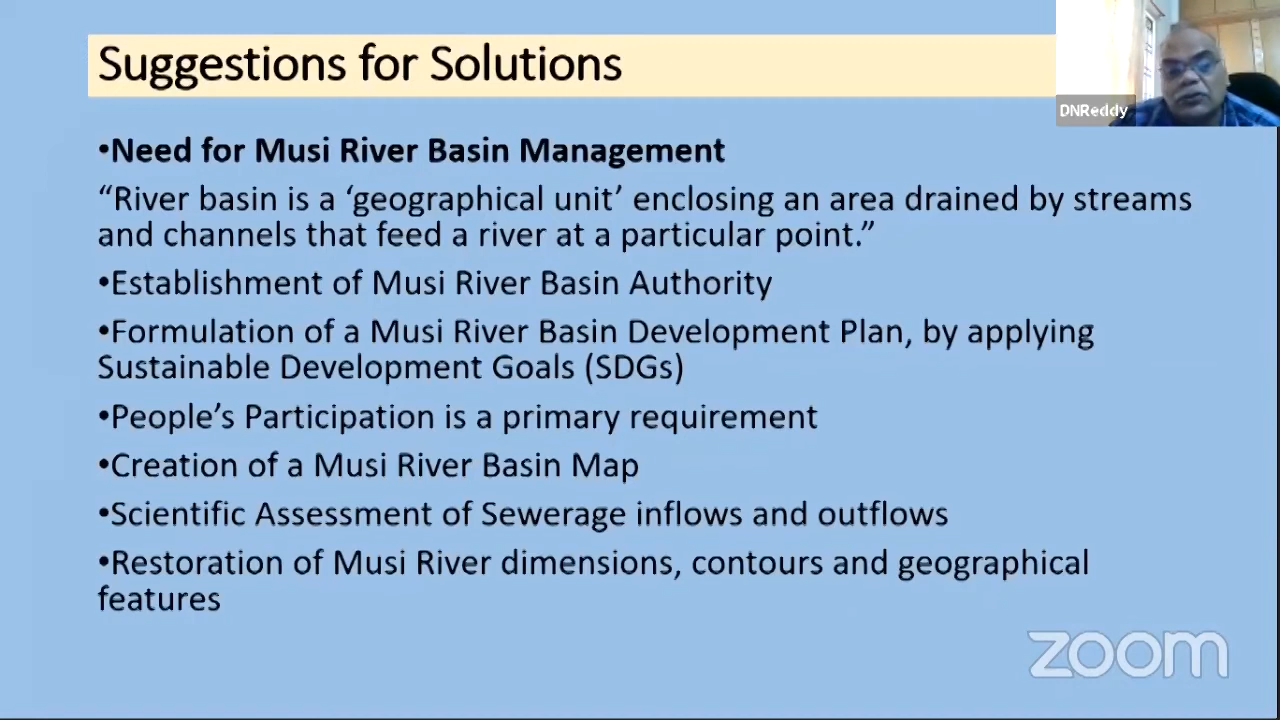 Suggestions for Solutions
DNReddy
•Need for Musi River Basin Management
“River basin is a ‘geographical unit’ enclosing an area drained by streams
and channels that feed a river at a particular point.”
•Establishment of Musi River Basin Authority
•Formulation of a Musi River Basin Development Plan, by applying
Sustainable Development Goals (SDGs)
•People’s Participation is a primary requirement
•Creation of a Musi River Basin Map
•Scientific Assessment of Sewerage inflows and outflows
•Restoration of Musi River dimensions, contours and geographical
features
zoom